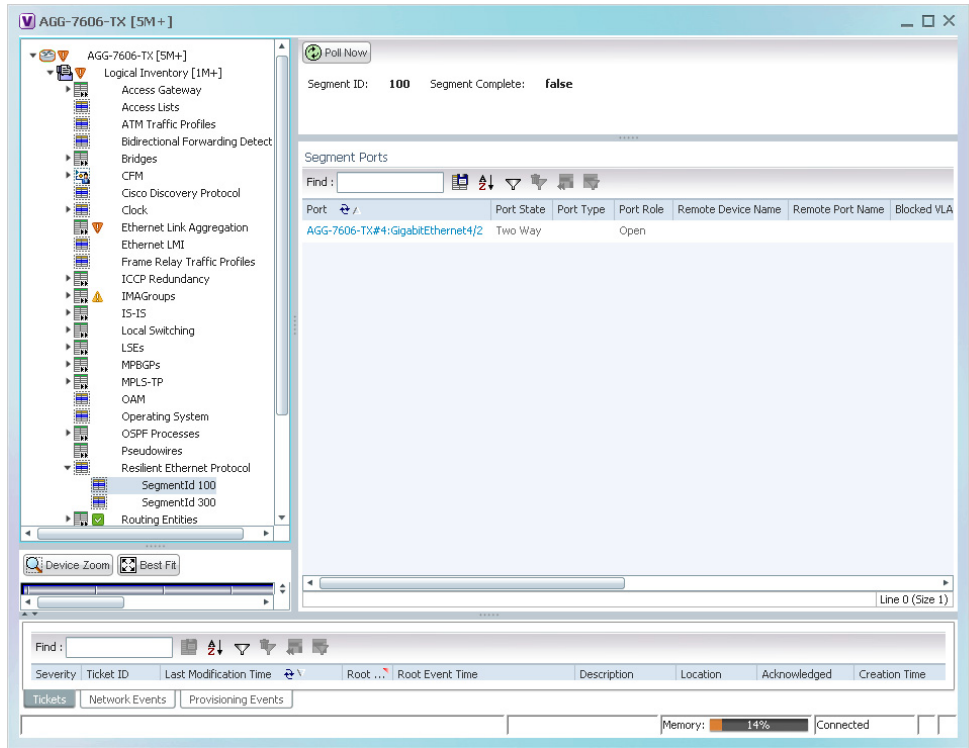 V AGG-7606-TX [5M+]
AGG-7606-TX [5M+]
Logical Inventory [1M+]
Access Gateway
Access Lists
ATM Traffic Profiles
Bidirectional Forwarding Detect
Bridges
CFM
Cisco Discovery Protocol
Clock
Ethernet Link Aggregation
Ethernet LMI
Frame Relay Traffic Profiles
ICCP Redundancy
IMAGroups
IS-IS
Local Switching
LSEs
MPBGPs
MPLS-TP
OAM
Operating System
OSPF Processes
Pseudowires
Resilient Ethernet Protocol
SegmentId 100
SegmentId 300
Routing Entities
Device Zoom Best Fit
Poll Now
Segment ID: 100 Segment Complete: false
Segment Ports
Find :
Port Port State Port Type Port Role Remote Device Name Remote Port Name Blocked VLA
AGG-7606-TX#4:GigabitEthernet4/2 Two Way Open
Line 0 (Size 1)
Find :
Severity Ticket ID Last Modification Time Root ... Root Event Time Description Location Acknowledged Creation Time
Tickets Network Events Provisioning Events
Memory: 14% Connected